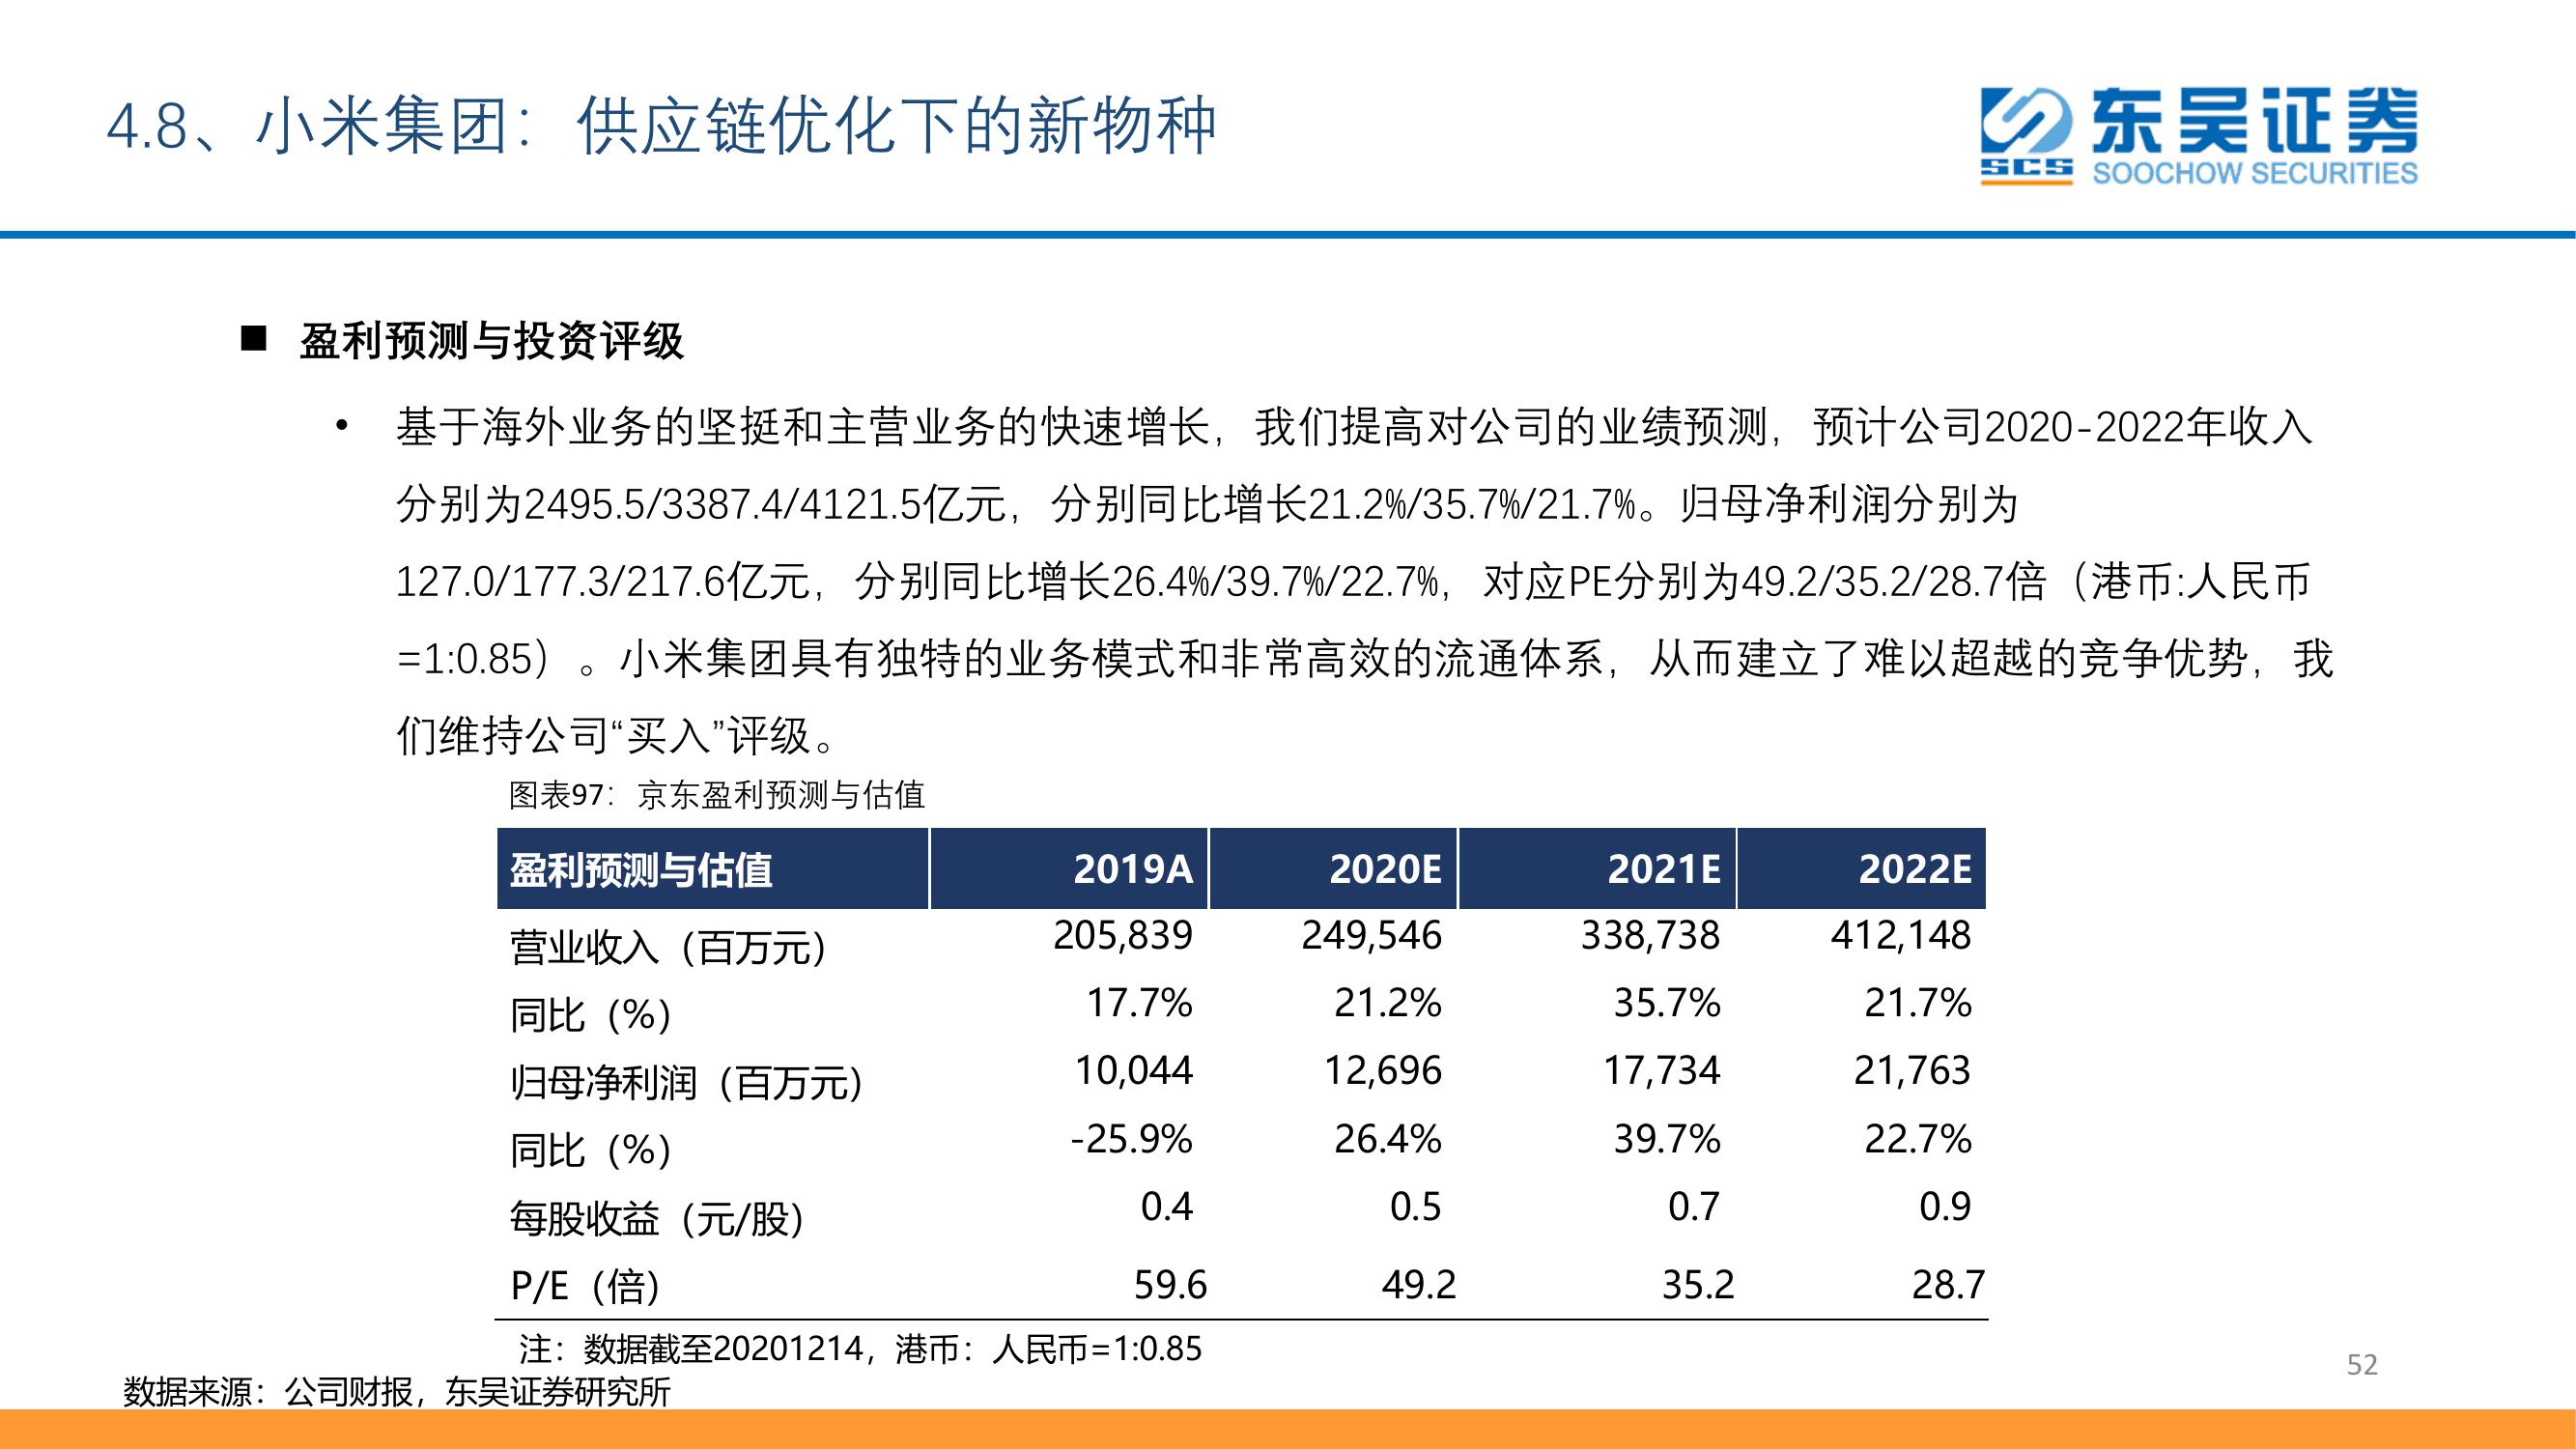 4.8、小米集团：供应链优化下的新物种
东吴证券
SCS
SOOCHOW SECURITIES
■ 盈利预测与投资评级
• 基于海外业务的坚挺和主营业务的快速增长，我们提高对公司的业绩预测，预计公司2020-2022年收入
分别为2495.5/3387.4/4121.5亿元，分别同比增长21.2%/35.7%/21.7%。归母净利润分别为
127.0/177.3/217.6亿元，分别同比增长26.4%/39.7%/22.7%，对应PE分别为49.2/35.2/28.7倍（港币:人民币
=1:0.85）。小米集团具有独特的业务模式和非常高效的流通体系，从而建立了难以超越的竞争优势，我
们维持公司“买入”评级。
图表97：京东盈利预测与估值
盈利预测与估值 2019A 2020E 2021E 2022E
营业收入（百万元） 205,839 249,546 338,738 412,148
同比（%） 17.7% 21.2% 35.7% 21.7%
归母净利润（百万元） 10,044 12,696 17,734 21,763
同比（%） -25.9% 26.4% 39.7% 22.7%
每股收益（元/股） 0.4 0.5 0.7 0.9
P/E（倍） 59.6 49.2 35.2 28.7
注：数据截至20201214，港币：人民币=1:0.85
52
数据来源：公司财报，东吴证券研究所